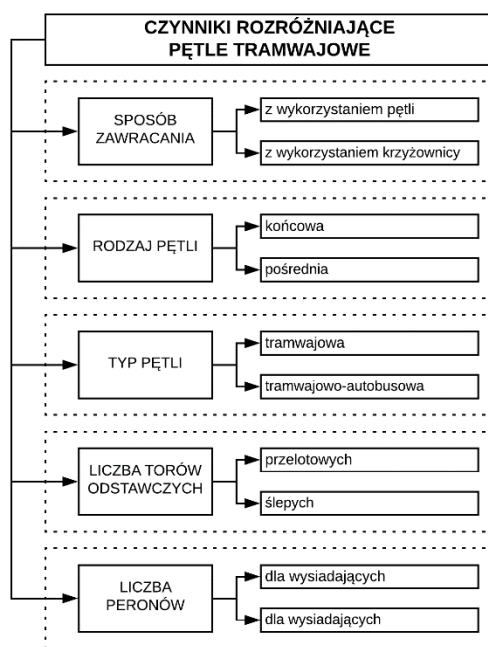 CZYNNIKI ROZRÓŻNIAJĄCE
PĘTLE TRAMWAJOWE
SPOSÓB
ZAWRACANIA
z wykorzystaniem pętli
z wykorzystaniem krzyżownicy
RODZAJ PĘTLI
końcowa
pośrednia
TYP PĘTLI
tramwajowa
tramwajowo-autobusowa
LICZBA TORÓW
ODSTAWCZYCH
przelotowych
ślepych
LICZBA
PERONÓW
dla wysiadających
dla wysiadających